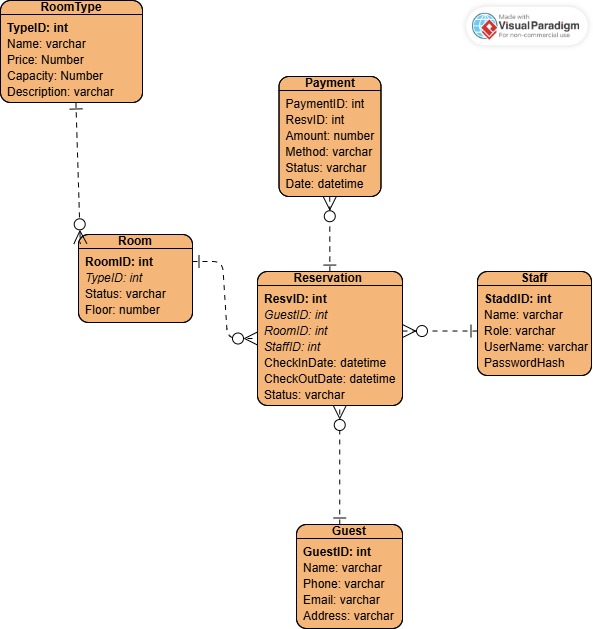 RoomType
TypeID: int
Name: varchar
Price: Number
Capacity: Number
Description: varchar
Made with
VisualParadigm
For non-commercial use
Payment
PaymentID: int
ResvID: int
Amount: number
Method: varchar
Status: varchar
Date: datetime
Room
RoomID: int
TypeID: int
Status: varchar
Floor: number
Reservation
ResvID: int
GuestID: int
RoomID: int
StaffID: int
CheckInDate: datetime
CheckOutDate: datetime
Status: varchar
Staff
StaddID: int
Name: varchar
Role: varchar
UserName: varchar
PasswordHash
Guest
GuestID: int
Name: varchar
Phone: varchar
Email: varchar
Address: varchar